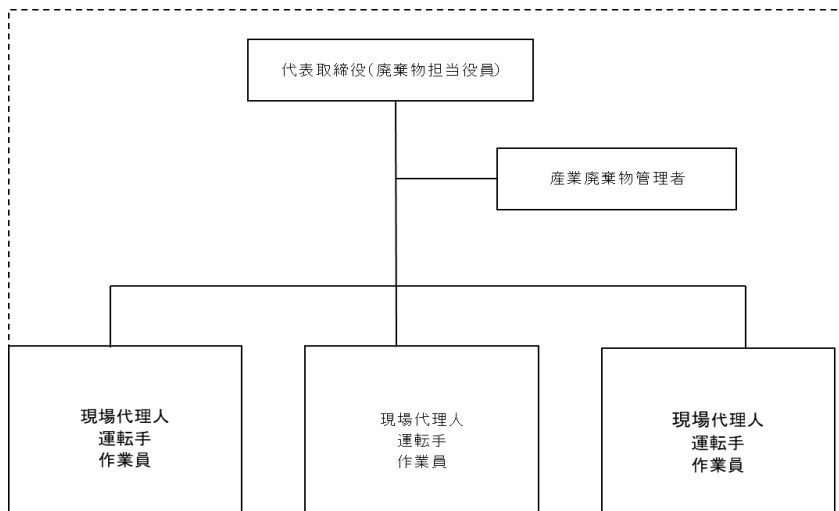 代表取締役(廃棄物担当役員)
産業廃棄物管理者
現場代理人
運転手
作業員
現場代理人
運転手
作業員
現場代理人
運転手
作業員